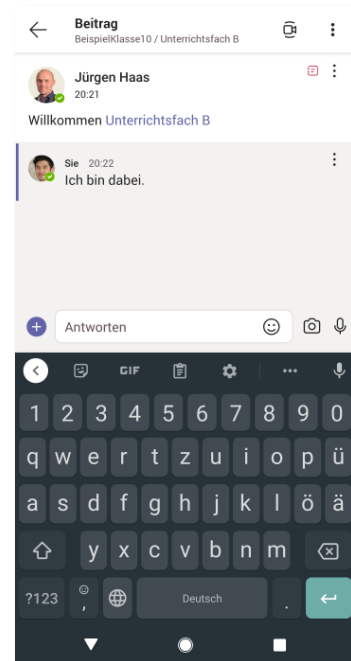 Beitrag
BeispielKlasse10 / Unterrichtsfach B
Jürgen Haas
20:21
Willkommen Unterrichtsfach B
Sie 20:22
Ich bin dabei.
Antworten
GIF
1 2 3 4 5 6 7 8 9 0
q w e r t z u i o p ü
a s d f g h j k l ö ä
y x c v b n m
?123 , Deutsch .